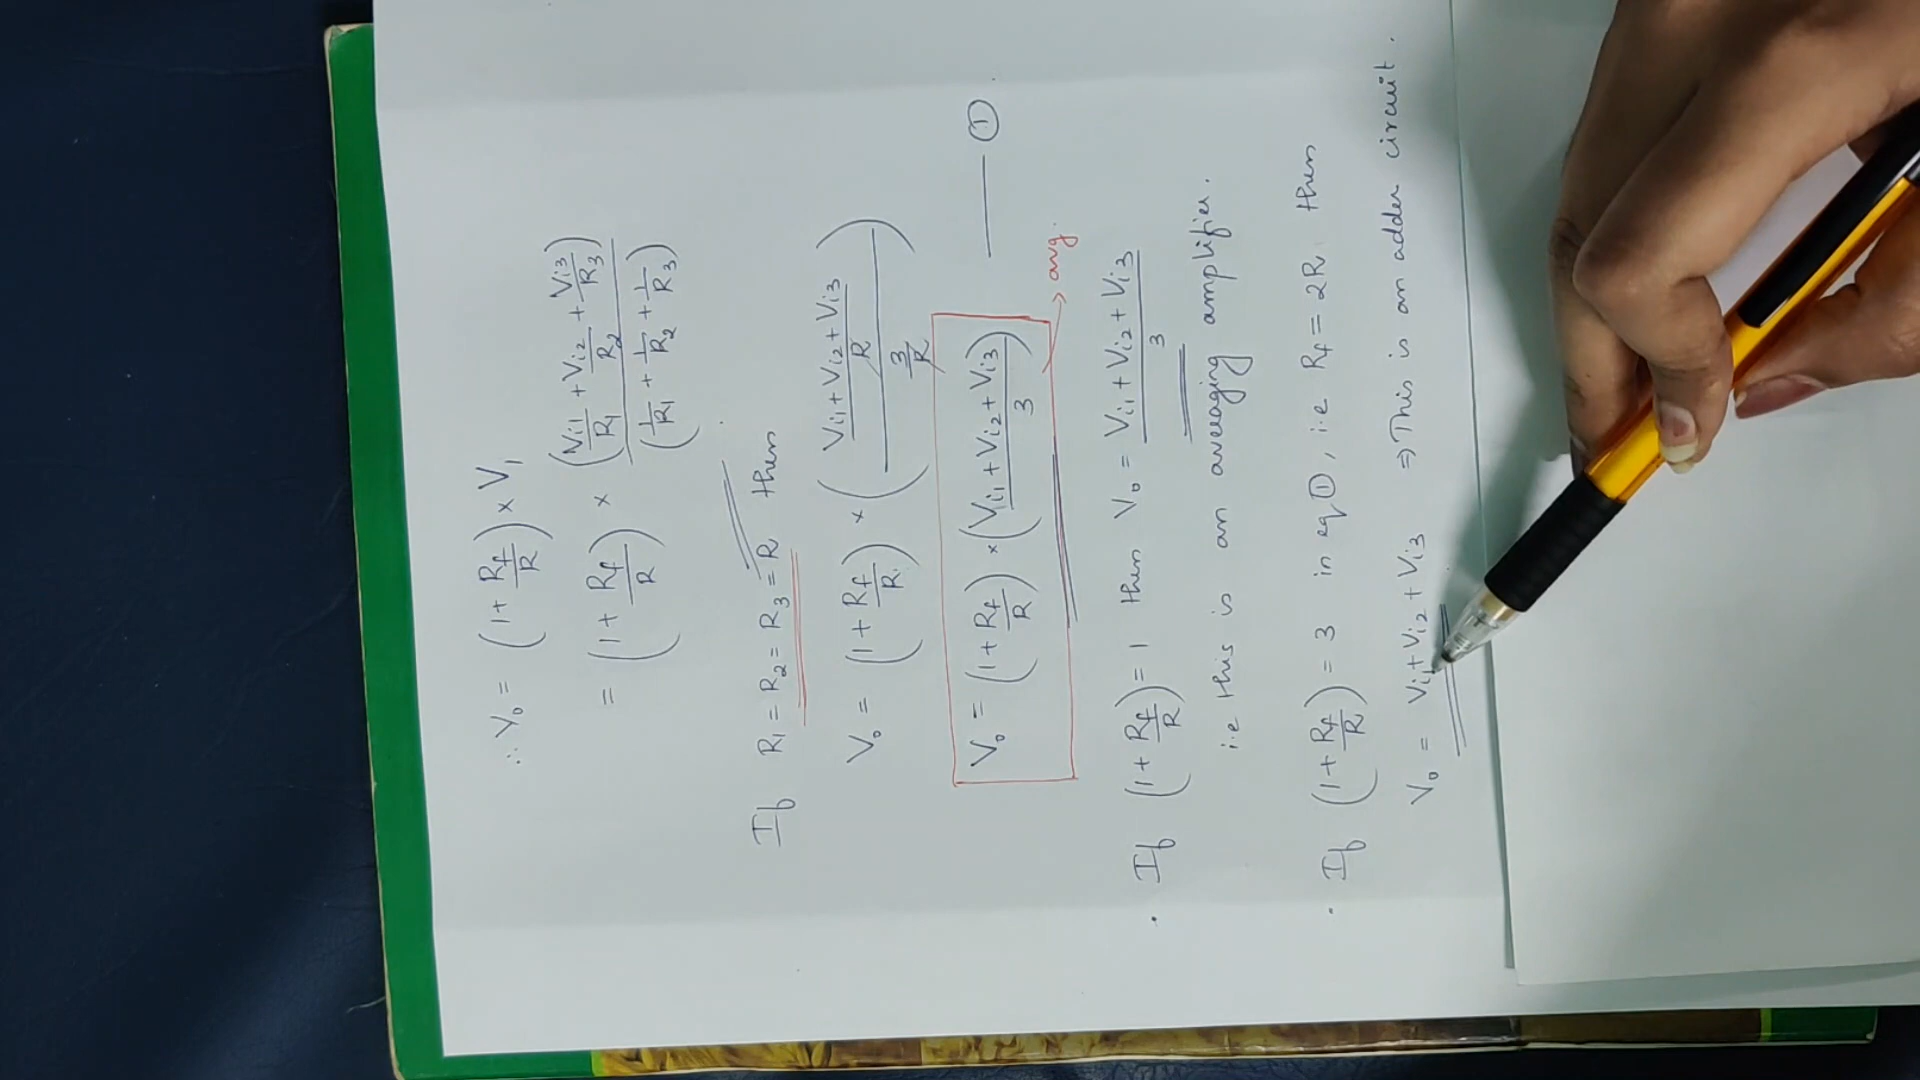 ∴ V₀ = (1 + Rf/R) × V₁
= (1 + Rf/R) × (Vi1/R1 + Vi2/R2 + Vi3/R3) / (1/R1 + 1/R2 + 1/R3)
If R1 = R2 = R3 = R then
V₀ = (1 + Rf/R) × ((Vi1 + Vi2 + Vi3)/R / 3/R)
V₀ = (1 + Rf/R) × ((Vi1 + Vi2 + Vi3)/3) — ①
→ avg.
· If (1 + Rf/R) = 1 then V₀ = (Vi1 + Vi2 + Vi3)/3
i.e this is an averaging amplifier.
· If (1 + Rf/R) = 3 in eq ①, i.e Rf = 2R then
V₀ = Vi1 + Vi2 + Vi3 ⇒ This is an adder circuit.